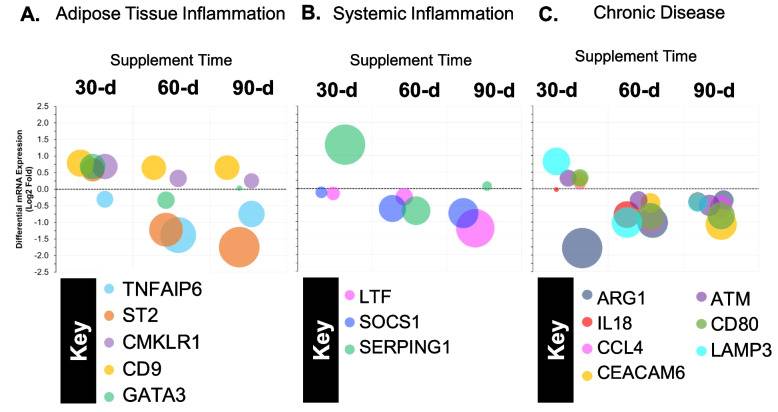 A. Adipose Tissue Inflammation
B. Systemic Inflammation
C. Chronic Disease
Supplement Time
Supplement Time
Supplement Time
30-d 60-d 90-d
30-d 60-d 90-d
30-d 60-d 90-d
Differential mRNA Expression
(Log2 Fold)
2.5
2.0
1.5
1.0
0.5
0.0
-0.5
-1.0
-1.5
-2.0
-2.5
Key
TNFAIP6
ST2
CMKLR1
CD9
GATA3
Key
LTF
SOCS1
SERPING1
Key
ARG1
IL18
CCL4
CEACAM6
ATM
CD80
LAMP3